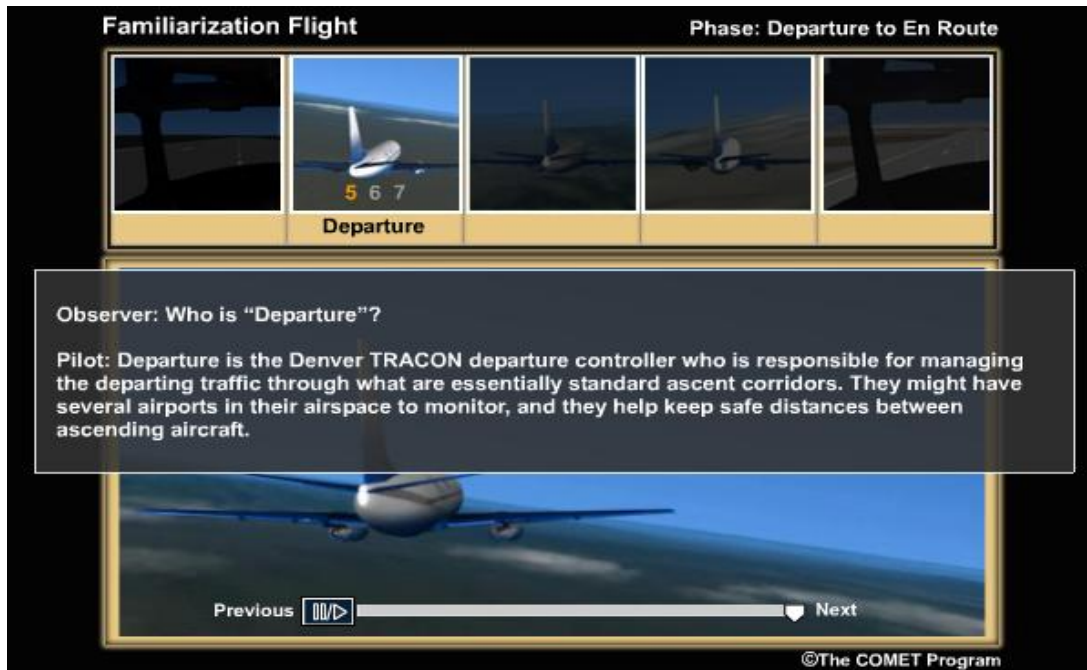 Familiarization Flight
Phase: Departure to En Route
5 6 7
Departure
Observer: Who is “Departure”?
Pilot: Departure is the Denver TRACON departure controller who is responsible for managing
the departing traffic through what are essentially standard ascent corridors. They might have
several airports in their airspace to monitor, and they help keep safe distances between
ascending aircraft.
Previous
Next
©The COMET Program